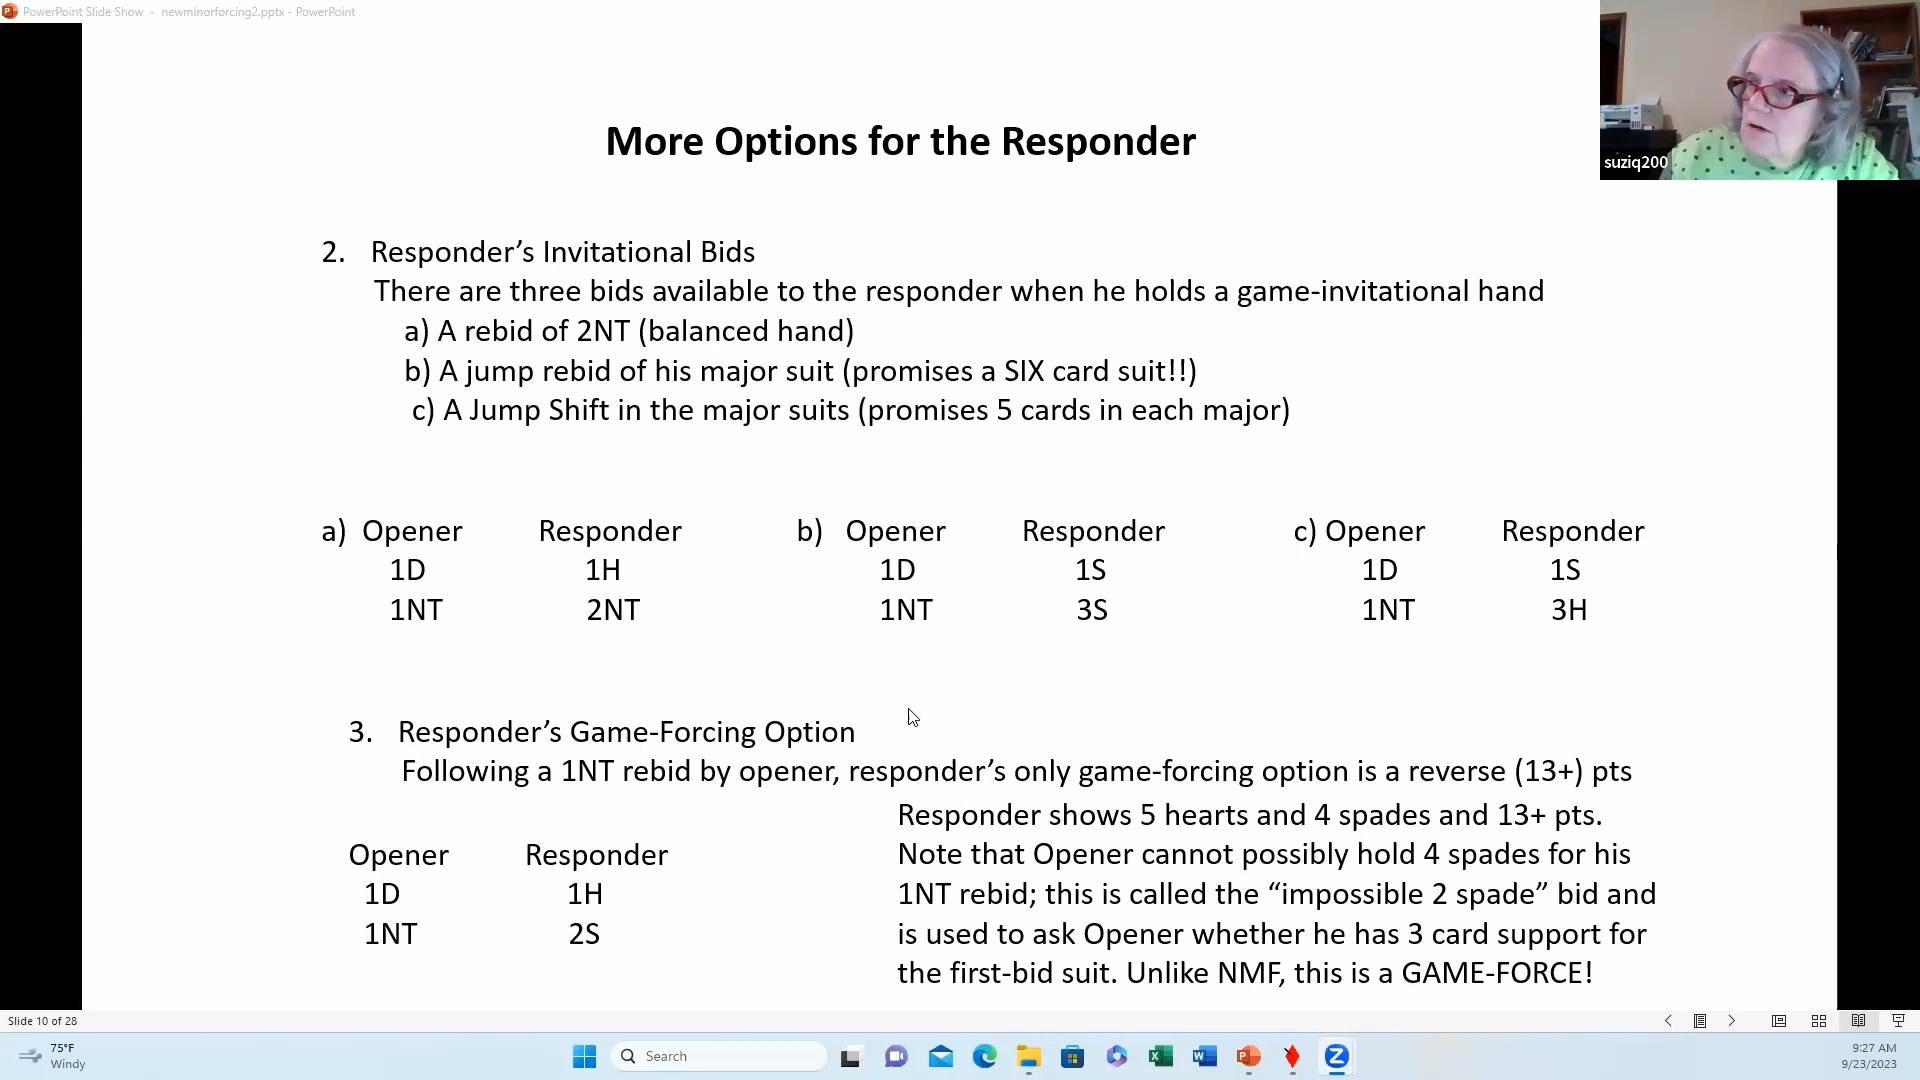 PowerPoint Slide Show - newminorforcing2.pptx - PowerPoint
suziq200
More Options for the Responder
2. Responder’s Invitational Bids
There are three bids available to the responder when he holds a game-invitational hand
a) A rebid of 2NT (balanced hand)
b) A jump rebid of his major suit (promises a SIX card suit!!)
c) A Jump Shift in the major suits (promises 5 cards in each major)
a) Opener Responder b) Opener Responder c) Opener Responder
1D 1H 1D 1S 1D 1S
1NT 2NT 1NT 3S 1NT 3H
3. Responder’s Game-Forcing Option
Following a 1NT rebid by opener, responder’s only game-forcing option is a reverse (13+) pts
Opener Responder
1D 1H
1NT 2S
Responder shows 5 hearts and 4 spades and 13+ pts.
Note that Opener cannot possibly hold 4 spades for his
1NT rebid; this is called the “impossible 2 spade” bid and
is used to ask Opener whether he has 3 card support for
the first-bid suit. Unlike NMF, this is a GAME-FORCE!
Slide 10 of 28
75°F
Windy
Search
9:27 AM
9/23/2023